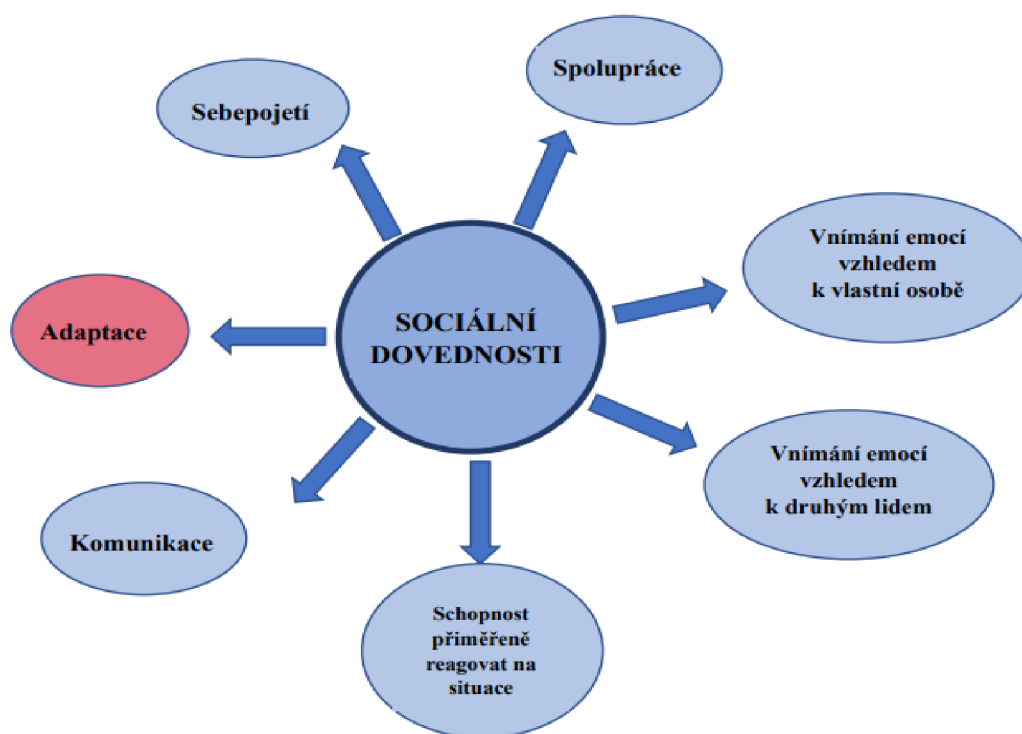 Spolupráce
Sebepojetí
Vnímání emocí
vzhledem
k vlastní osobě
SOCIÁLNÍ
DOVEDNOSTI
Adaptace
Vnímání emocí
vzhledem
k druhým lidem
Komunikace
Schopnost
přiměřeně
reagovat na
situace